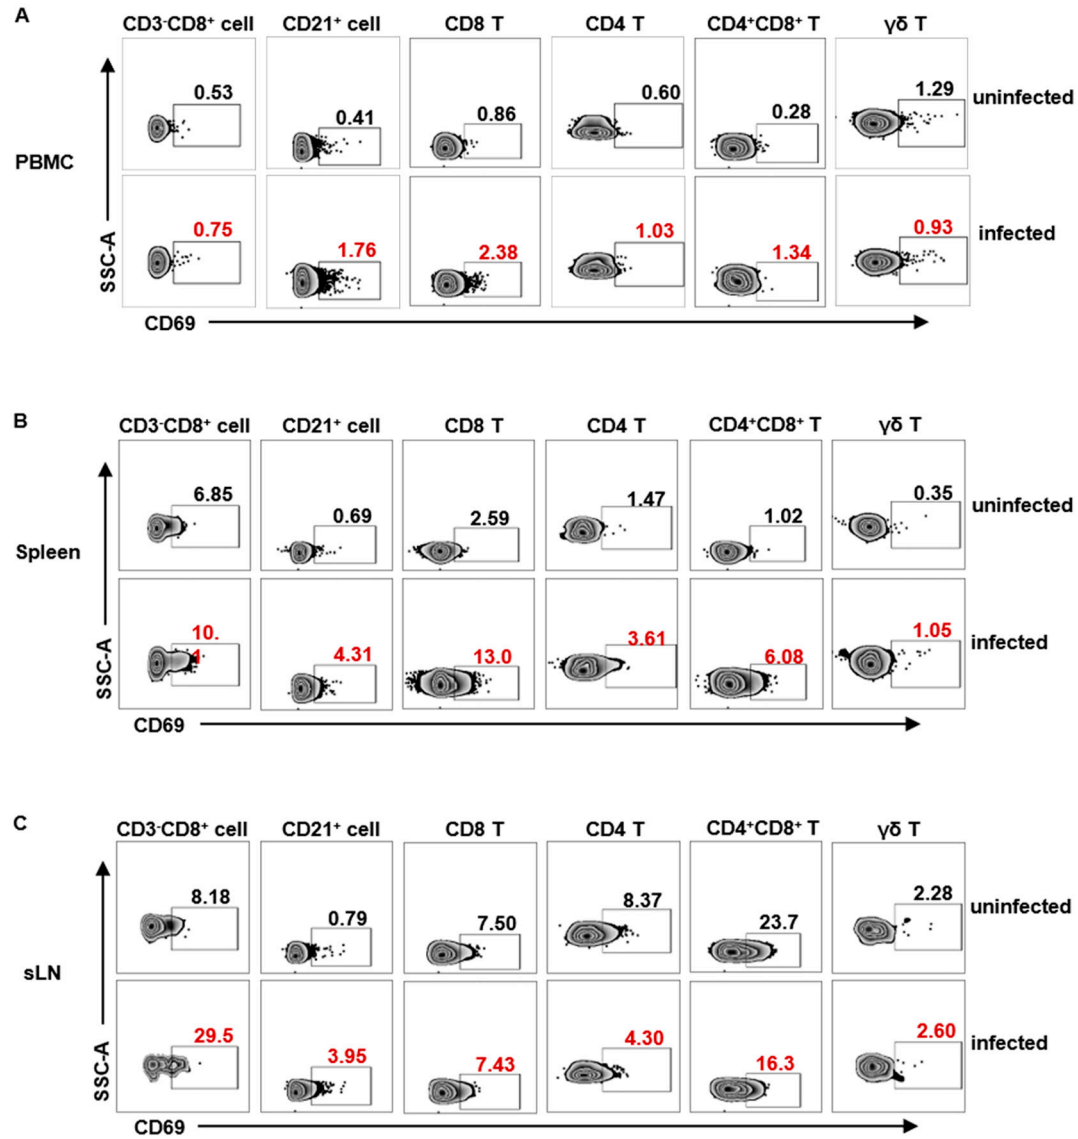 A
CD3⁻CD8⁺ cell CD21⁺ cell CD8 T CD4 T CD4⁺CD8⁺ T γδ T
0.53 0.41 0.86 0.60 0.28 1.29 uninfected
PBMC
0.75 1.76 2.38 1.03 1.34 0.93 infected
SSC-A
CD69
B
CD3⁻CD8⁺ cell CD21⁺ cell CD8 T CD4 T CD4⁺CD8⁺ T γδ T
6.85 0.69 2.59 1.47 1.02 0.35 uninfected
Spleen
10. 4.31 13.0 3.61 6.08 1.05 infected
SSC-A
CD69
C
CD3⁻CD8⁺ cell CD21⁺ cell CD8 T CD4 T CD4⁺CD8⁺ T γδ T
8.18 0.79 7.50 8.37 23.7 2.28 uninfected
sLN
29.5 3.95 7.43 4.30 16.3 2.60 infected
SSC-A
CD69